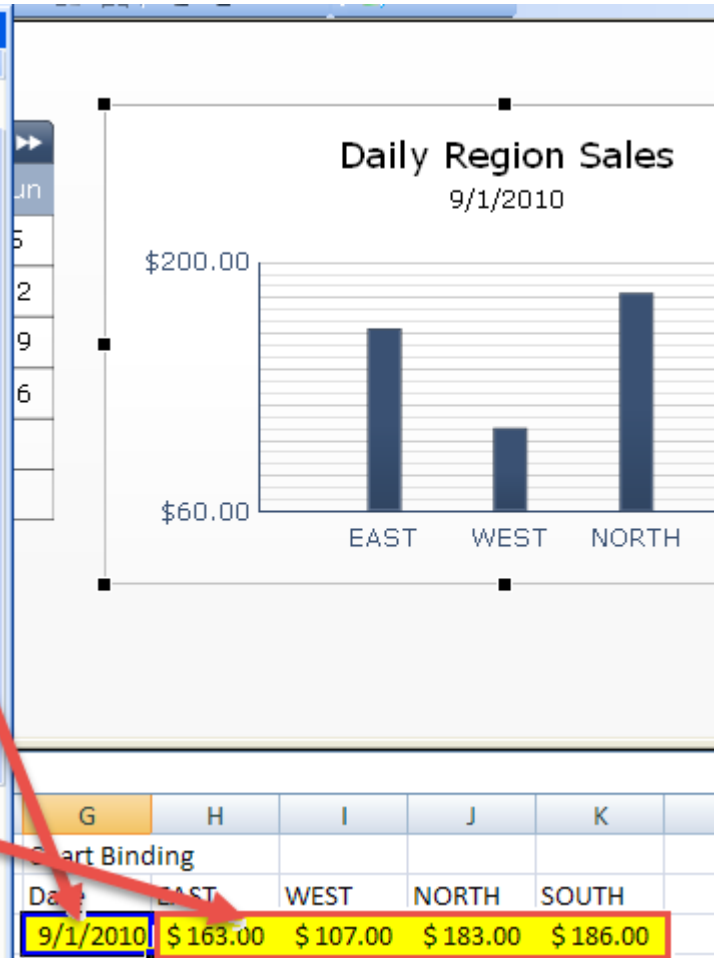 un
5
2
9
6
Daily Region Sales
9/1/2010
$200.00
$60.00
EAST WEST NORTH
G H I J K
Binding
EAST WEST NORTH SOUTH
9/1/2010 $ 163.00 $ 107.00 $ 183.00 $ 186.00